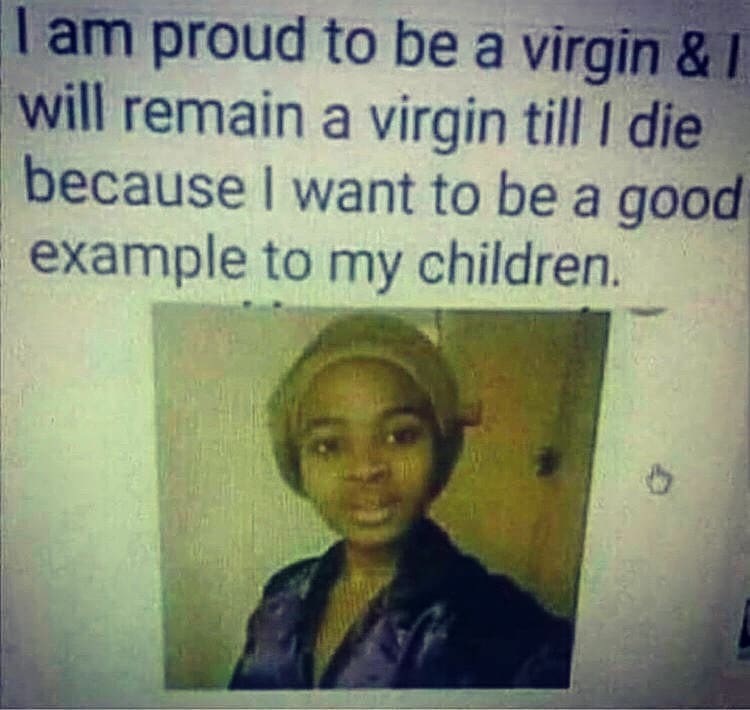 I am proud to be a virgin & I
will remain a virgin till I die
because I want to be a good
example to my children.